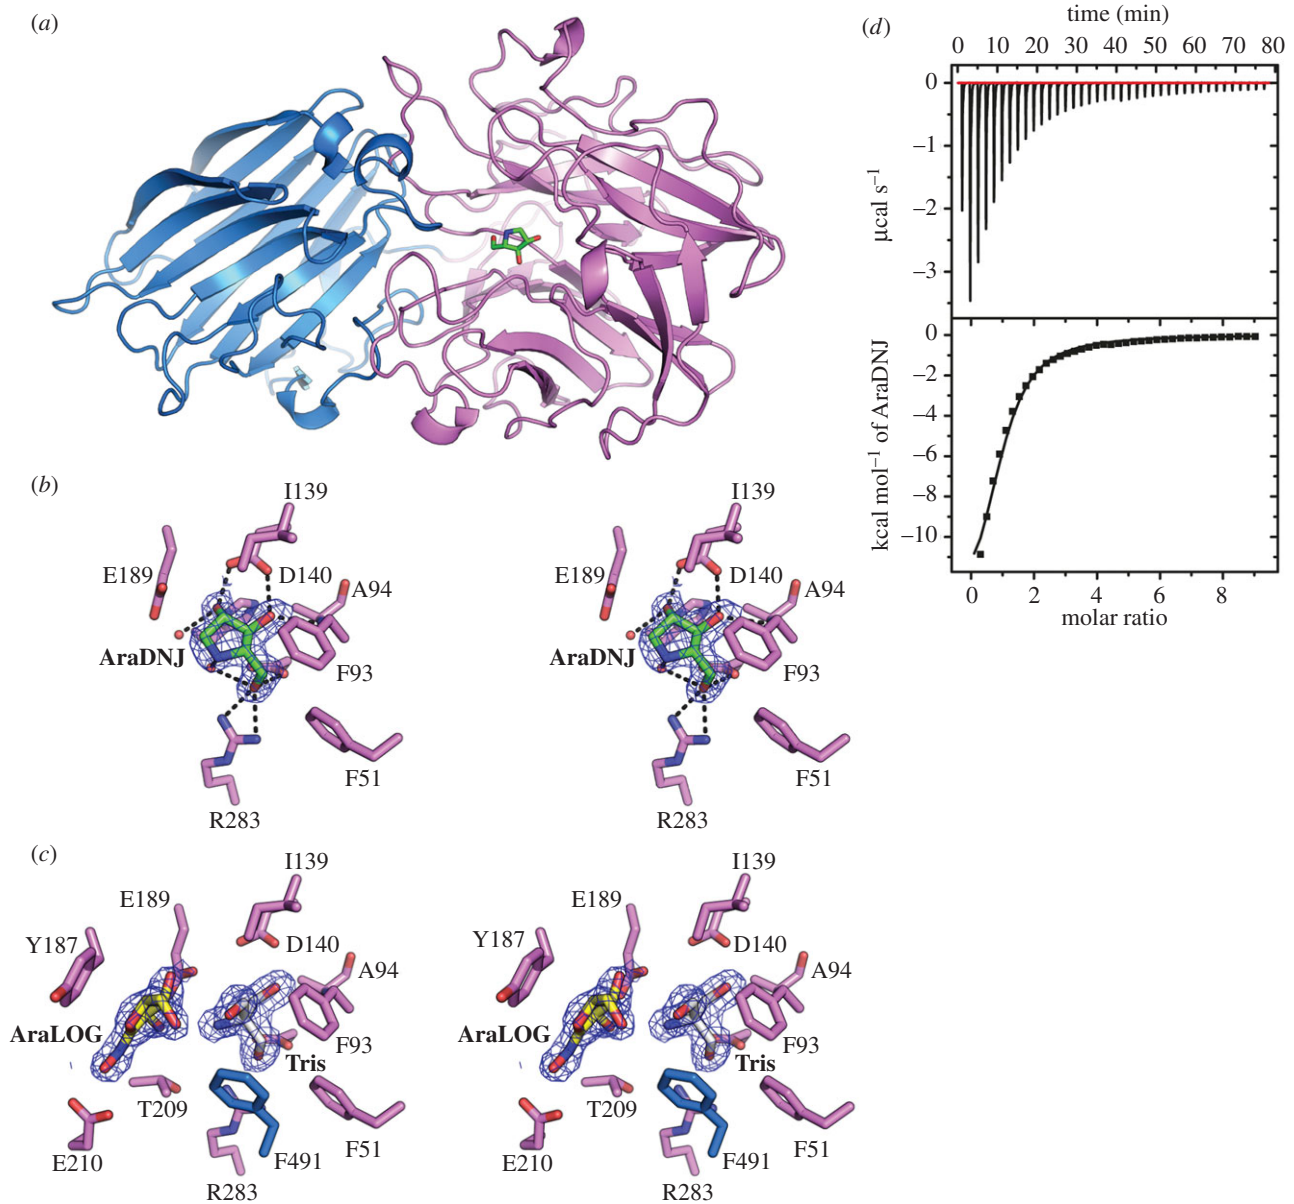 (a)
(d)
time (min)
0 10 20 30 40 50 60 70 80
0
−1
−2
−3
μcal s⁻¹
0
−2
−4
−6
−8
−10
kcal mol⁻¹ of AraDNJ
0 2 4 6 8
molar ratio
(b)
I139
E189
D140
A94
AraDNJ
F93
F51
R283
I139
E189
D140
A94
AraDNJ
F93
F51
R283
(c)
I139
E189
Y187
D140
A94
AraLOG
F93
Tris
T209
F51
E210
F491
R283
I139
E189
Y187
D140
A94
AraLOG
F93
Tris
T209
F51
E210
F491
R283